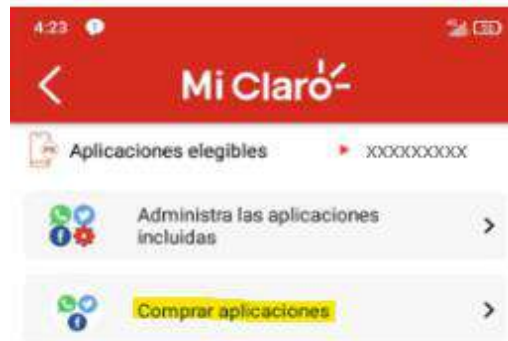 4:23
Mi Claro
Aplicaciones elegibles XXXXXXXXX
Administra las aplicaciones
incluidas
Comprar aplicaciones